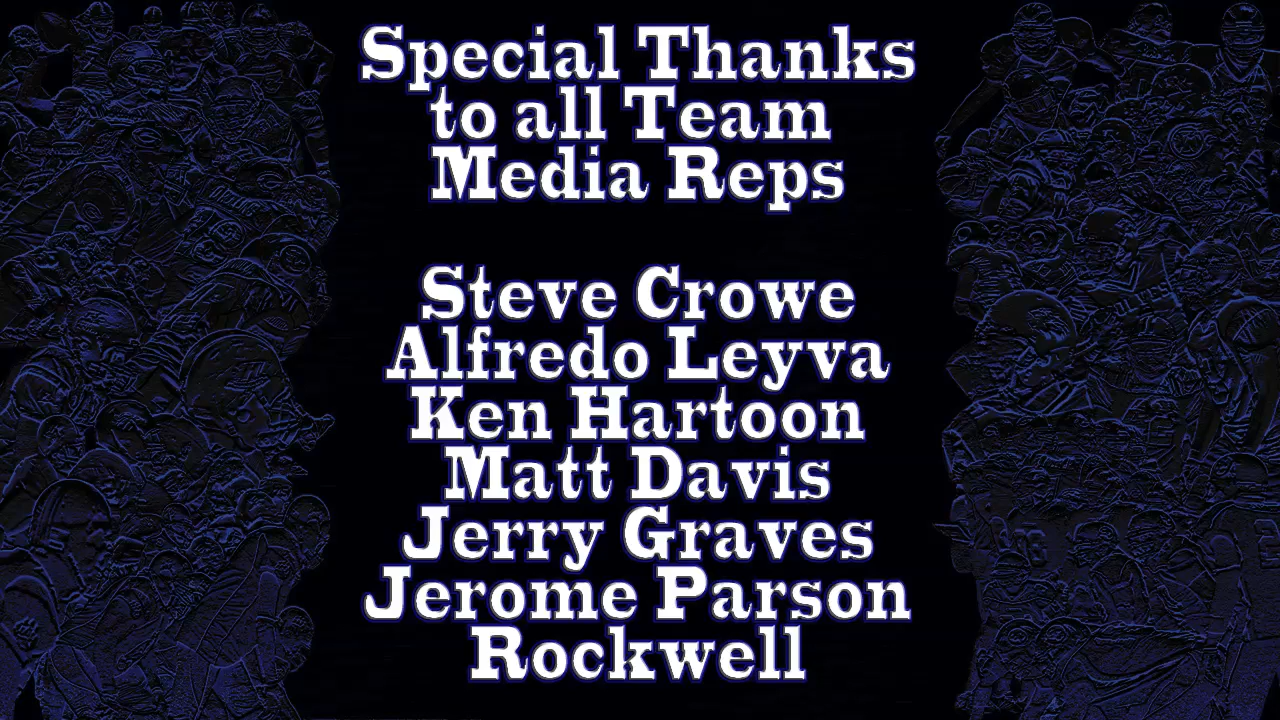 Special Thanks
to all Team
Media Reps
Steve Crowe
Alfredo Leyva
Ken Hartoon
Matt Davis
Jerry Graves
Jerome Parson
Rockwell